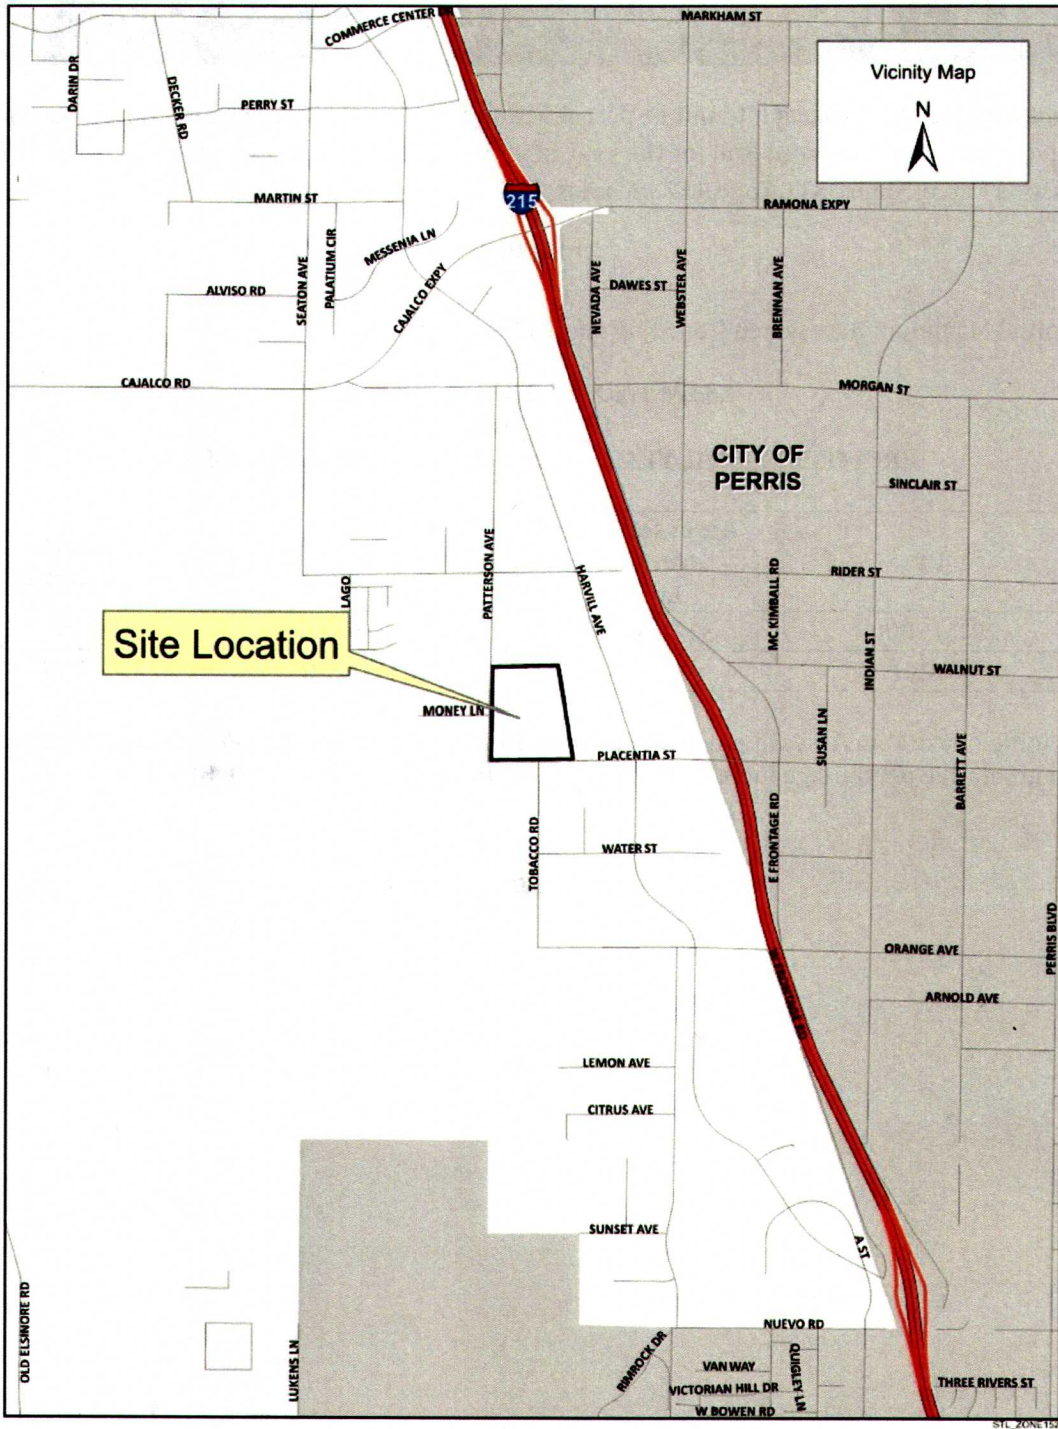 COMMERCE CENTER DR
MARKHAM ST
Vicinity Map
N
DARIN DR
DECKER RD
PERRY ST
MARTIN ST
215
RAMONA EXPY
SEATON AVE
PALATIUM CIR
MESSENIA LN
CAJALCO EXPY
ALVISO RD
NEVADA AVE
DAWES ST
WEBSTER AVE
BRENNAN AVE
CAJALCO RD
MORGAN ST
CITY OF
PERRIS
SINCLAIR ST
PATTERSON AVE
HARVILL AVE
MC KIMBALL RD
RIDER ST
LAGO
Site Location
INDIAN ST
WALNUT ST
MONEY LN
SUSAN LN
PLACENTIA ST
BARRETT AVE
E FRONTAGE RD
TOBACCO RD
WATER ST
PERRIS BLVD
ORANGE AVE
W FRONTAGE RD
ARNOLD AVE
LEMON AVE
CITRUS AVE
SUNSET AVE
A ST
OLD ELSINORE RD
LUKENS LN
NUEVO RD
RIMROCK DR
VAN WAY
QUIGLEY LN
VICTORIAN HILL DR
THREE RIVERS ST
W BOWEN RD